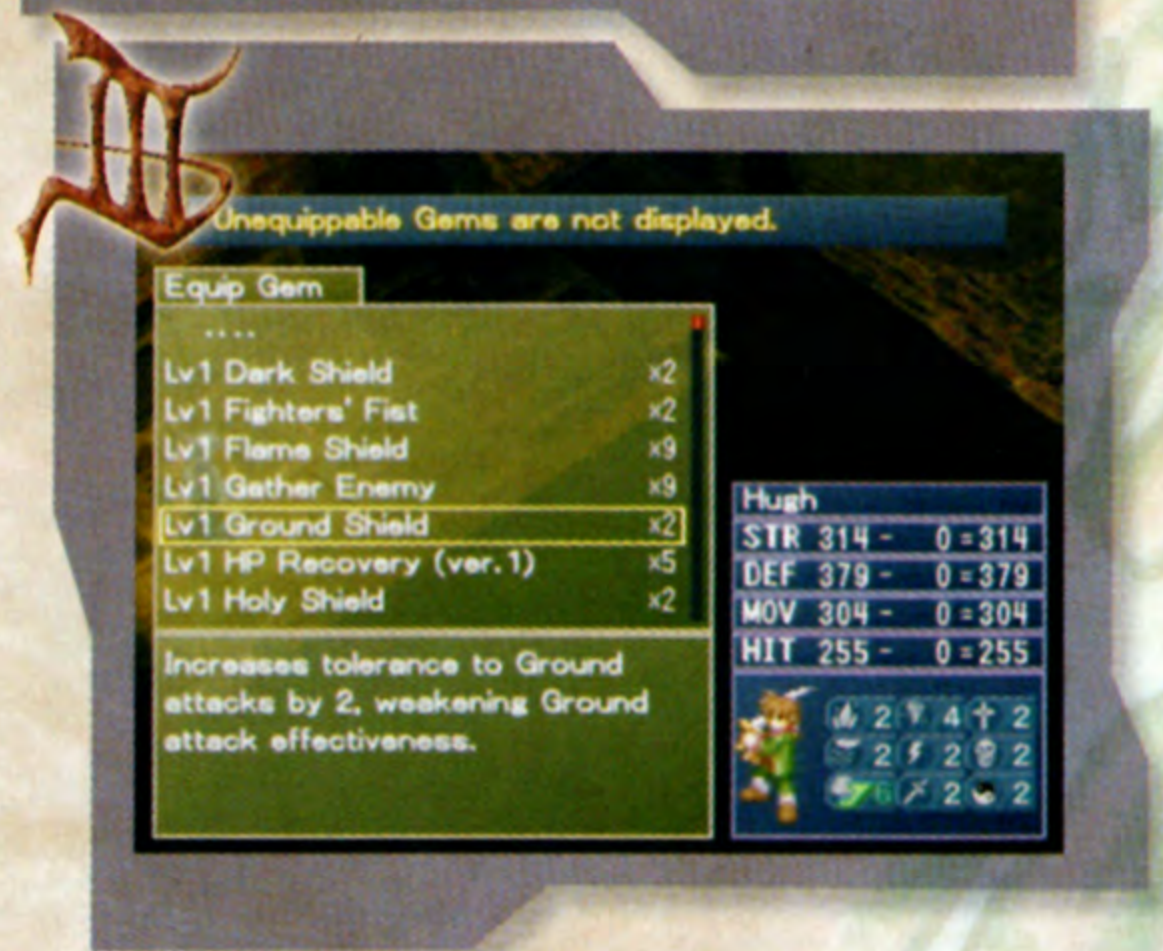 III
Unequippable Gems are not displayed.
Equip Gem
....
Lv1 Dark Shield x2
Lv1 Fighters' Fist x2
Lv1 Flame Shield x9
Lv1 Gather Enemy x9
Lv1 Ground Shield x2
Lv1 HP Recovery (ver.1) x5
Lv1 Holy Shield x2
Increases tolerance to Ground
attacks by 2, weakening Ground
attack effectiveness.
Hugh
STR 314 - 0 = 314
DEF 379 - 0 = 379
MOV 304 - 0 = 304
HIT 255 - 0 = 255
2 4 2
2 2 2
6 2 2